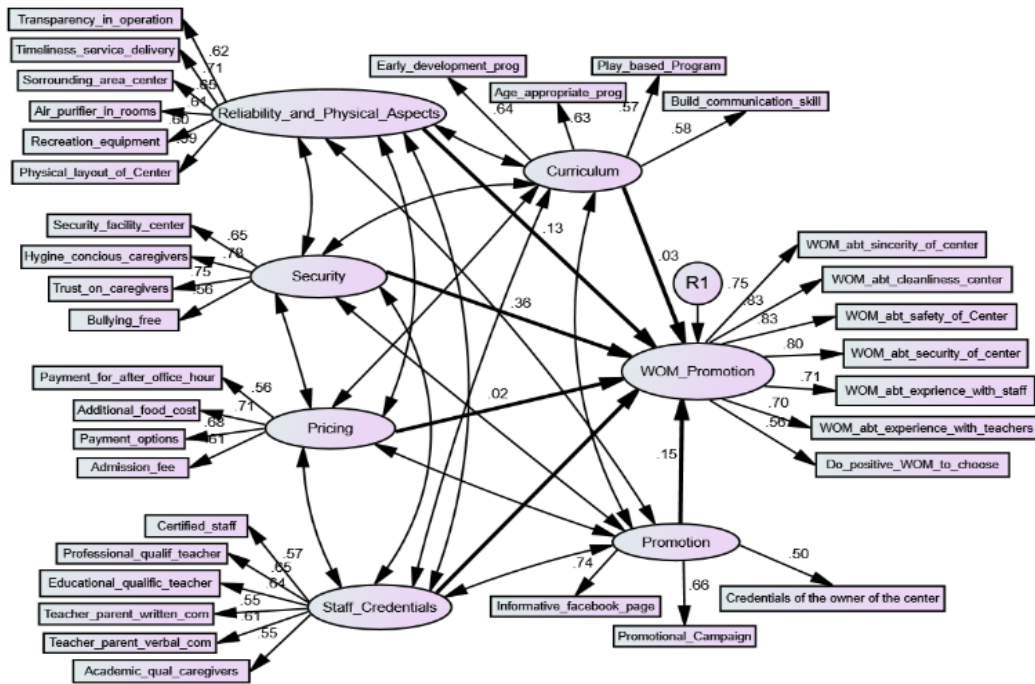 Transparency_in_operation
Timeliness_service_delivery
Sorrounding_area_center
Air_purifier_in_rooms
Recreation_equipment
Physical_layout_of_Center
.62
.71
.65
.61
.60
Reliability_and_Physical_Aspects
Early_development_prog
Age_appropriate_prog
Play_based_Program
Build_communication_skill
.64
.63
.57
.58
Curriculum
Security_facility_center
Hygine_concious_caregivers
Trust_on_caregivers
Bullying_free
.65
.78
.75
.56
Security
.13
.03
.36
.02
.15
R1
WOM_Promotion
.75
.83
.83
.80
.71
.70
.56
WOM_abt_sincerity_of_center
WOM_abt_cleanliness_center
WOM_abt_safety_of_Center
WOM_abt_security_of_center
WOM_abt_exprience_with_staff
WOM_abt_experience_with_teachers
Do_positive_WOM_to_choose
Payment_for_after_office_hour
Additional_food_cost
Payment_options
Admission_fee
.56
.71
.68
.61
Pricing
Certified_staff
Professional_qualif_teacher
Educational_qualific_teacher
Teacher_parent_written_com
Teacher_parent_verbal_com
Academic_qual_caregivers
.57
.65
.64
.55
.61
.55
Staff_Credentials
Promotion
.74
.66
.50
Informative_facebook_page
Promotional_Campaign
Credentials of the owner of the center